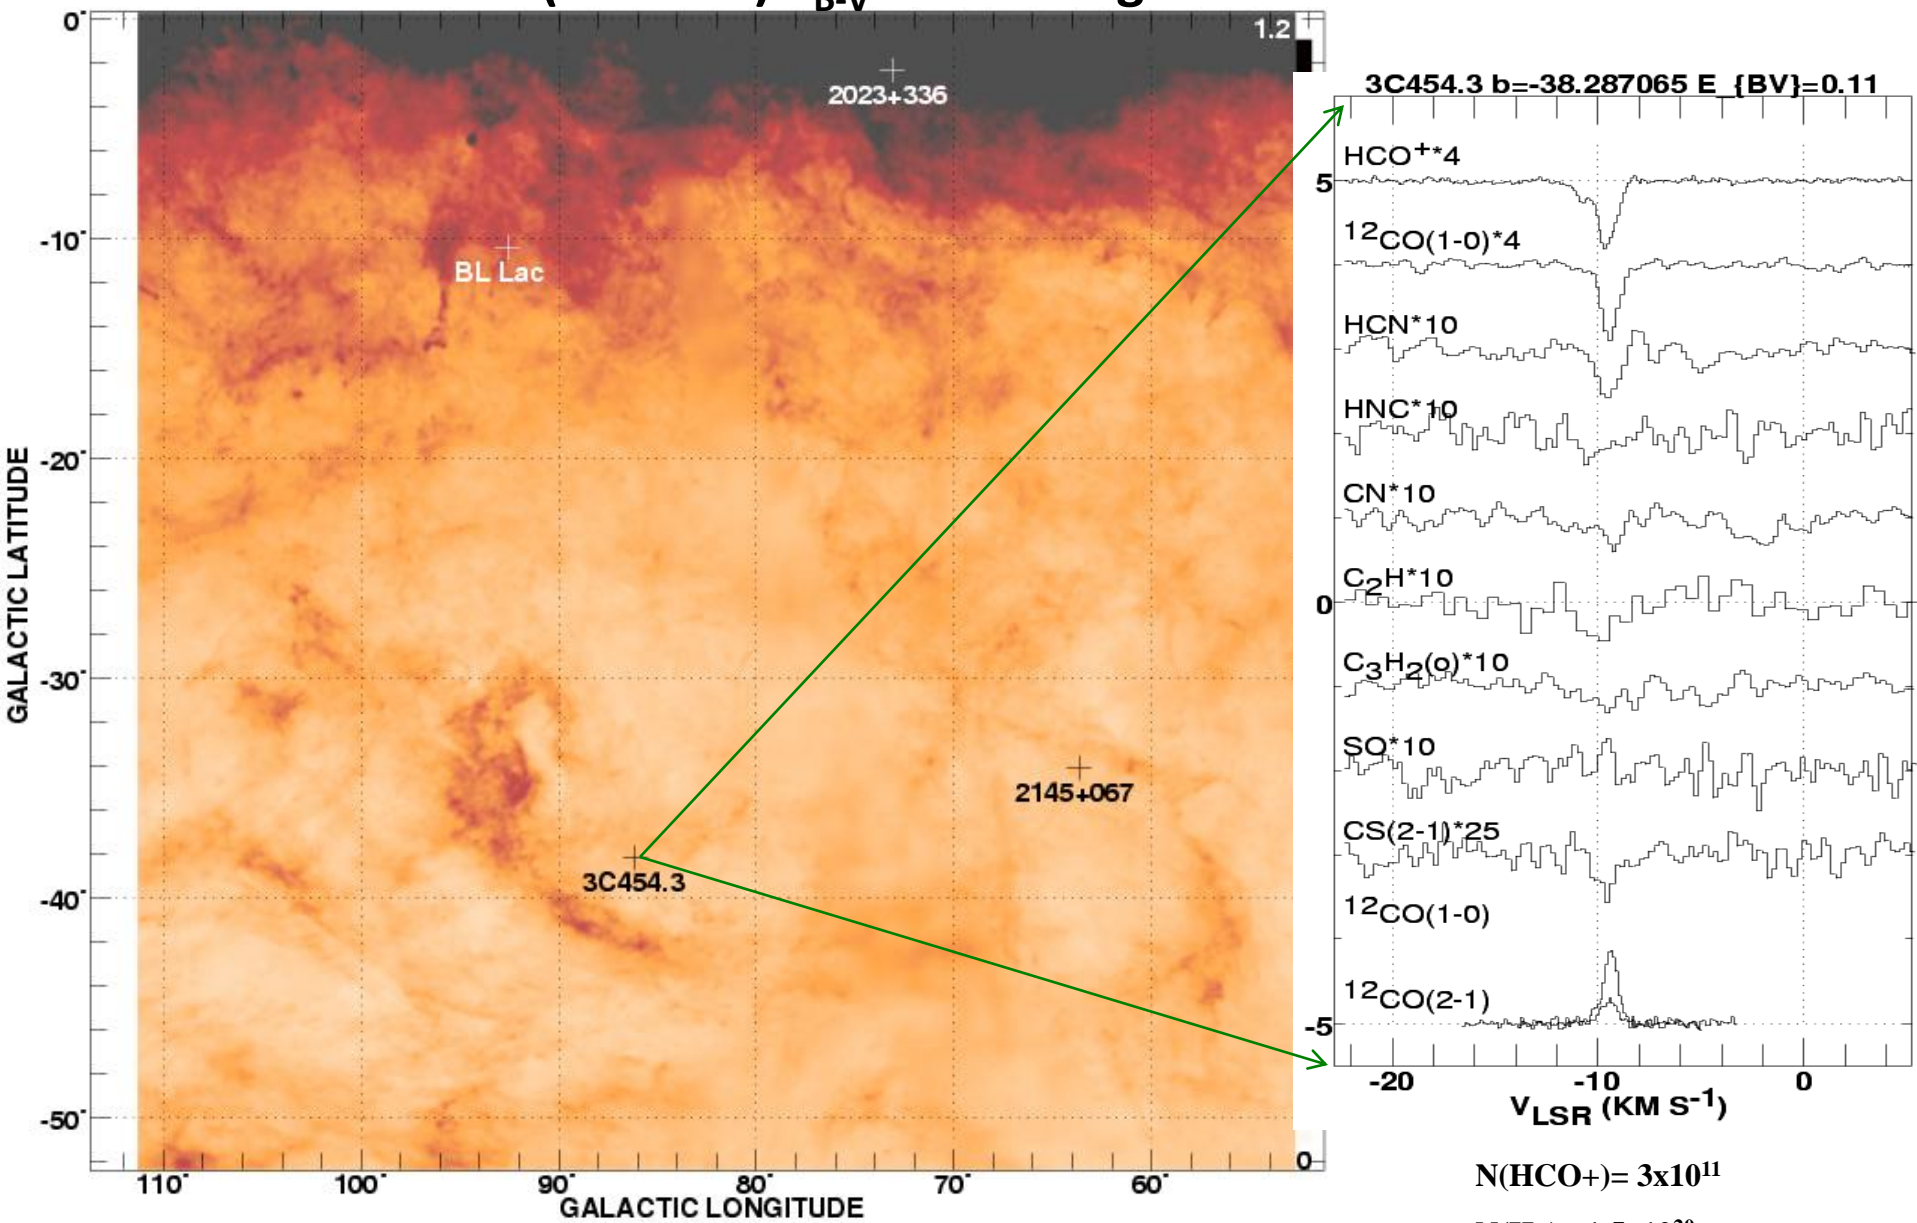 B-V
1.2
0°
-10°
-20°
-30°
-40°
-50°
GALACTIC LATITUDE
2023+336
BL Lac
2145+067
3C454.3
0
110° 100° 90° 80° 70° 60°
GALACTIC LONGITUDE
3C454.3 b=-38.287065 E_{BV}=0.11
5
0
-5
HCO+*4
12CO(1-0)*4
HCN*10
HNC*10
CN*10
C2H*10
C3H2(o)*10
SO*10
CS(2-1)*25
12CO(1-0)
12CO(2-1)
-20 -10 0
VLSR (KM S-1)
N(HCO+)= 3x10^11